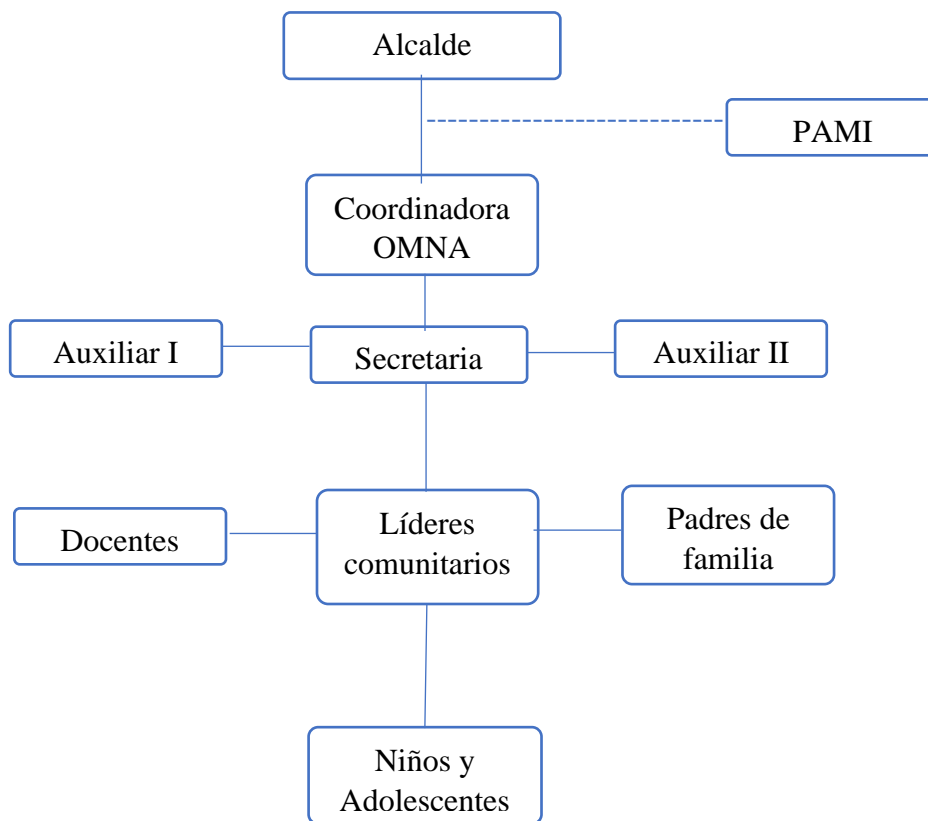 Alcalde
PAMI
Coordinadora
OMNA
Auxiliar I
Secretaria
Auxiliar II
Docentes
Líderes
comunitarios
Padres de
familia
Niños y
Adolescentes